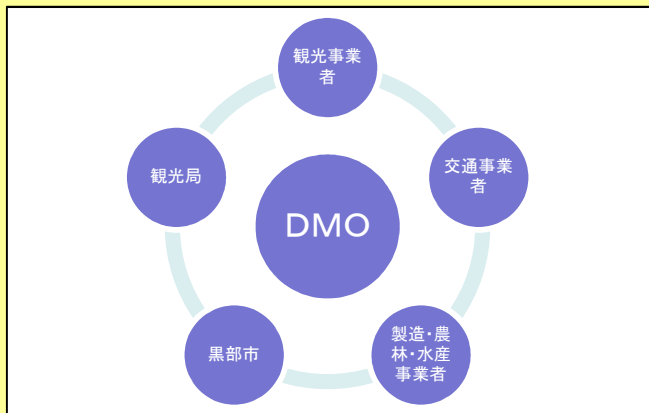 観光事業
者
観光局
交通事業
者
DMO
黒部市
製造・農
林・水産
事業者